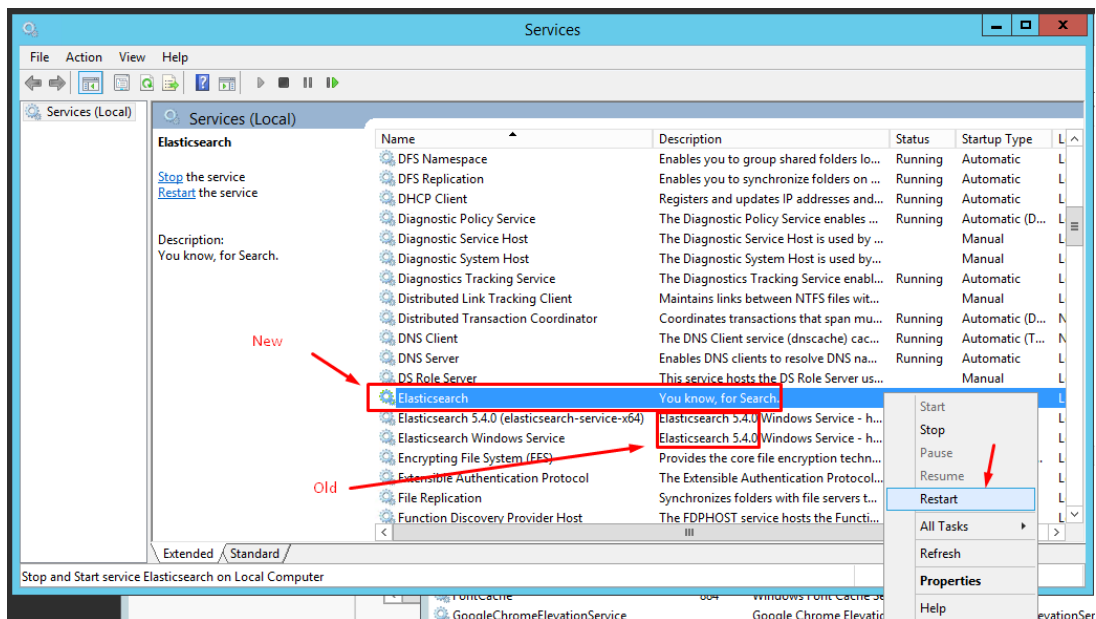 Services
File Action View Help
Services (Local)
Services (Local)
Elasticsearch
Stop the service
Restart the service
Description:
You know, for Search.
Name Description Status Startup Type L
DFS Namespace Enables you to group shared folders lo... Running Automatic L
DFS Replication Enables you to synchronize folders on ... Running Automatic L
DHCP Client Registers and updates IP addresses and... Running Automatic L
Diagnostic Policy Service The Diagnostic Policy Service enables ... Running Automatic (D... L
Diagnostic Service Host The Diagnostic Service Host is used by ... Manual L
Diagnostic System Host The Diagnostic System Host is used by... Manual L
Diagnostics Tracking Service The Diagnostics Tracking Service enabl... Running Automatic L
Distributed Link Tracking Client Maintains links between NTFS files wit... Manual L
Distributed Transaction Coordinator Coordinates transactions that span mu... Running Automatic (D... N
New
DNS Client The DNS Client service (dnscache) cac... Running Automatic (T... N
DNS Server Enables DNS clients to resolve DNS na... Running Automatic L
DS Role Server This service hosts the DS Role Server us... Manual L
Elasticsearch You know, for Search. L
Elasticsearch 5.4.0 (elasticsearch-service-x64) Elasticsearch 5.4.0 Windows Service - h... L
Elasticsearch Windows Service Elasticsearch 5.4.0 Windows Service - h... L
Encrypting File System (EFS) Provides the core file encryption techn... L
Extensible Authentication Protocol The Extensible Authentication Protocol... L
Old
File Replication Synchronizes folders with file servers t... L
Function Discovery Provider Host The FDPHOST service hosts the Functi... L
Start
Stop
Pause
Resume
Restart
All Tasks
Refresh
Properties
Help
Extended Standard
Stop and Start service Elasticsearch on Local Computer
FontCache 664 Windows Font Cache Se
GoogleChromeElevationService Google Chrome Elevatio evationSer